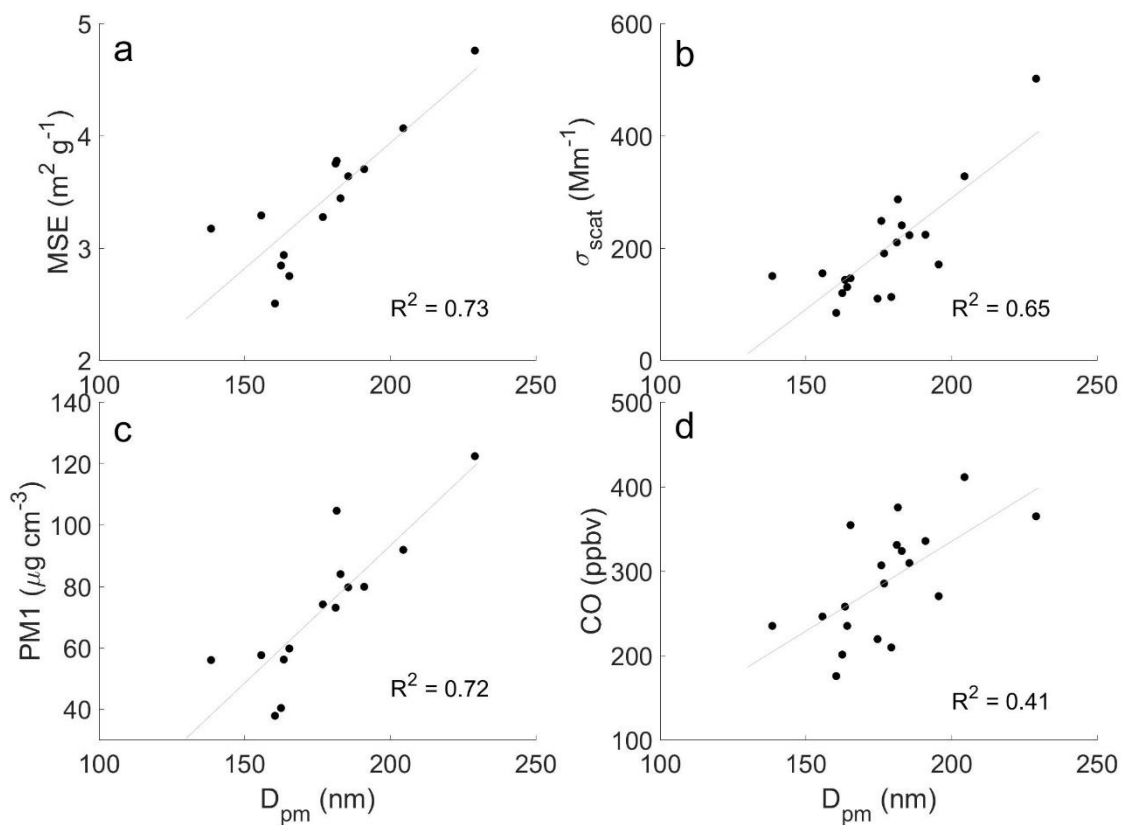 a
MSE (m² g⁻¹)
5
4
3
2
R² = 0.73
100 150 200 250
b
σ_scat (Mm⁻¹)
600
400
200
0
R² = 0.65
100 150 200 250
c
PM1 (μg cm⁻³)
140
120
100
80
60
40
R² = 0.72
100 150 200 250
D_pm (nm)
d
CO (ppbv)
500
400
300
200
100
R² = 0.41
100 150 200 250
D_pm (nm)